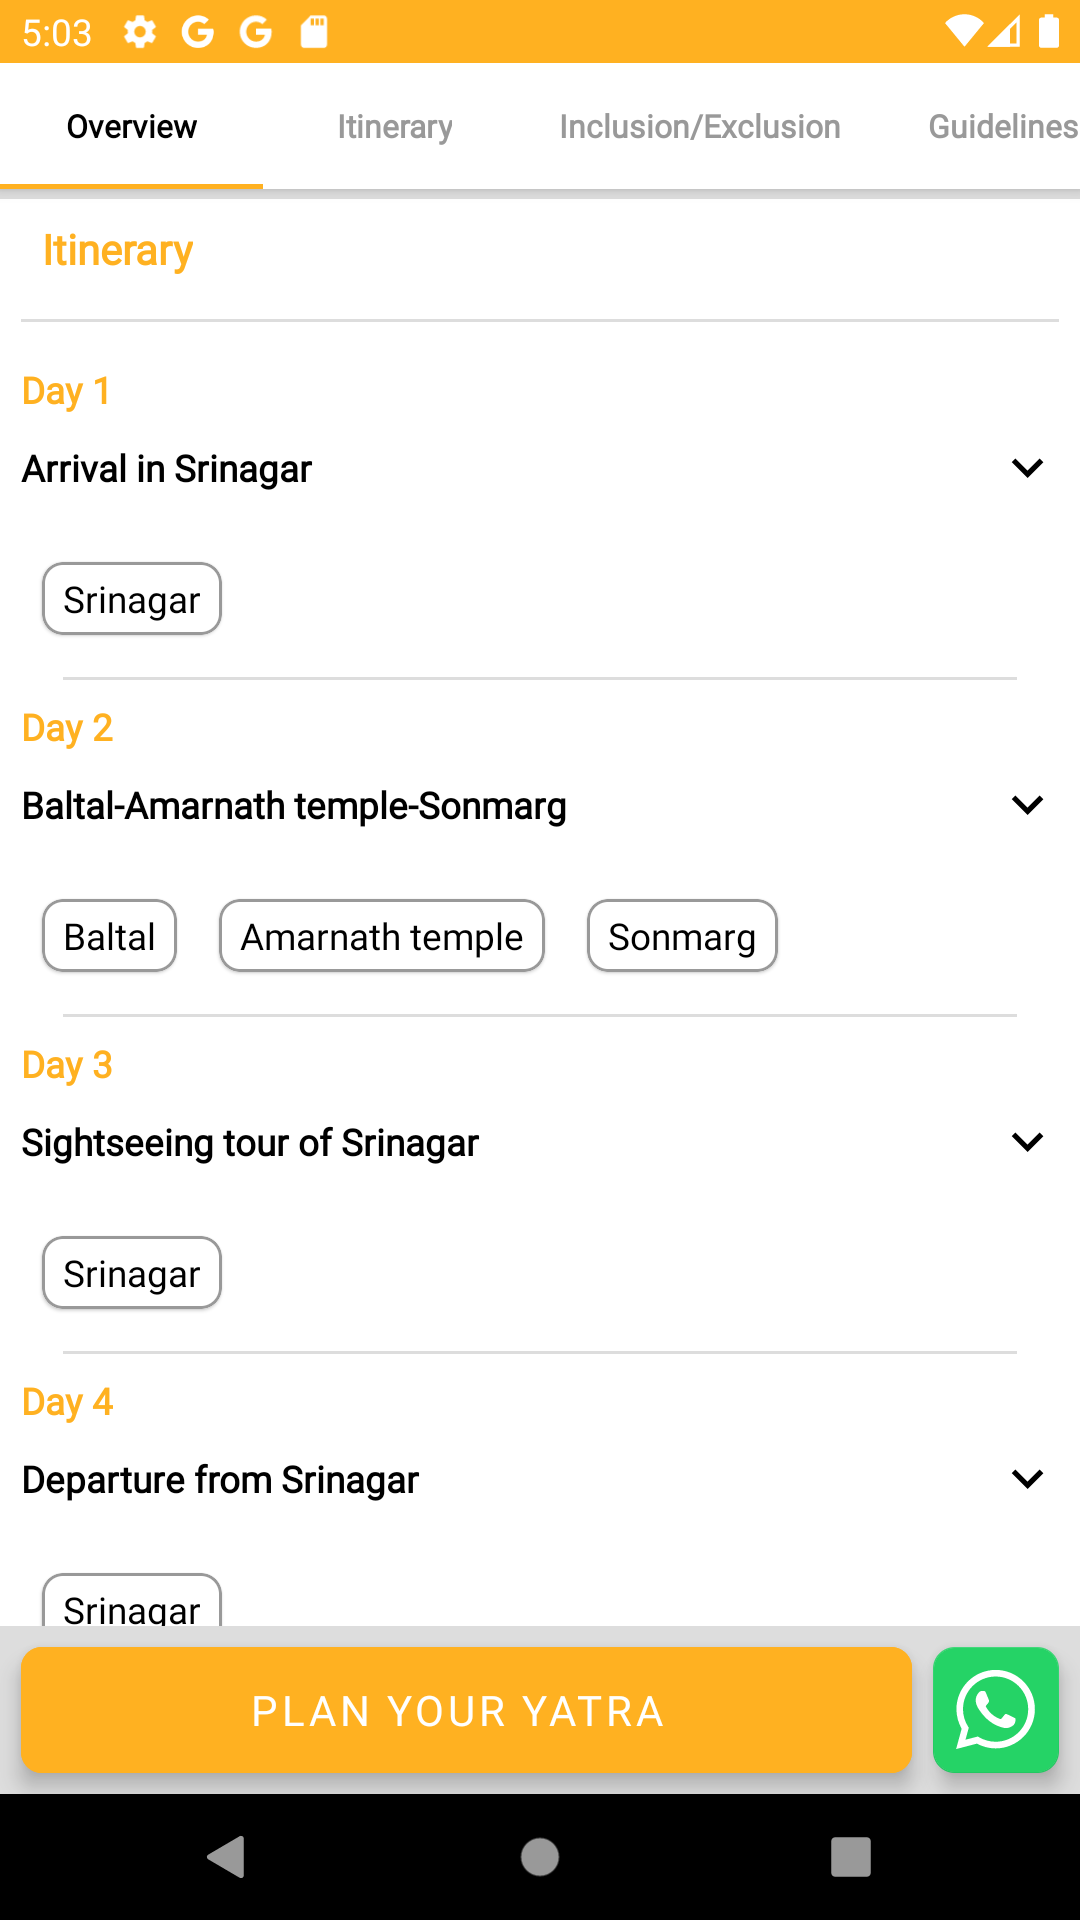 5:03
Overview Itinerary Inclusion/Exclusion Guidelines
Itinerary
Day 1
Arrival in Srinagar
Srinagar
Day 2
Baltal-Amarnath temple-Sonmarg
Baltal Amarnath temple Sonmarg
Day 3
Sightseeing tour of Srinagar
Srinagar
Day 4
Departure from Srinagar
Srinagar
PLAN YOUR YATRA